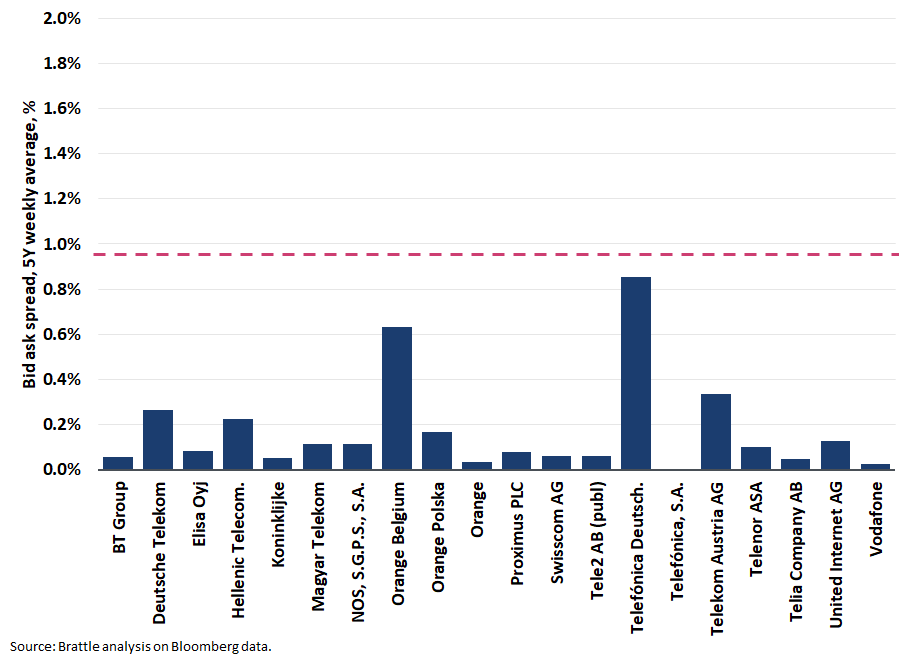 2.0%
1.8%
1.6%
1.4%
1.2%
1.0%
0.8%
0.6%
0.4%
0.2%
0.0%
Bid ask spread, 5Y weekly average, %
BT Group
Deutsche Telekom
Elisa Oyj
Hellenic Telecom.
Koninklijke
Magyar Telekom
NOS, S.G.P.S., S.A.
Orange Belgium
Orange Polska
Orange
Proximus PLC
Swisscom AG
Tele2 AB (publ)
Telefónica Deutsch.
Telefónica, S.A.
Telekom Austria AG
Telenor ASA
Telia Company AB
United Internet AG
Vodafone
Source: Brattle analysis on Bloomberg data.